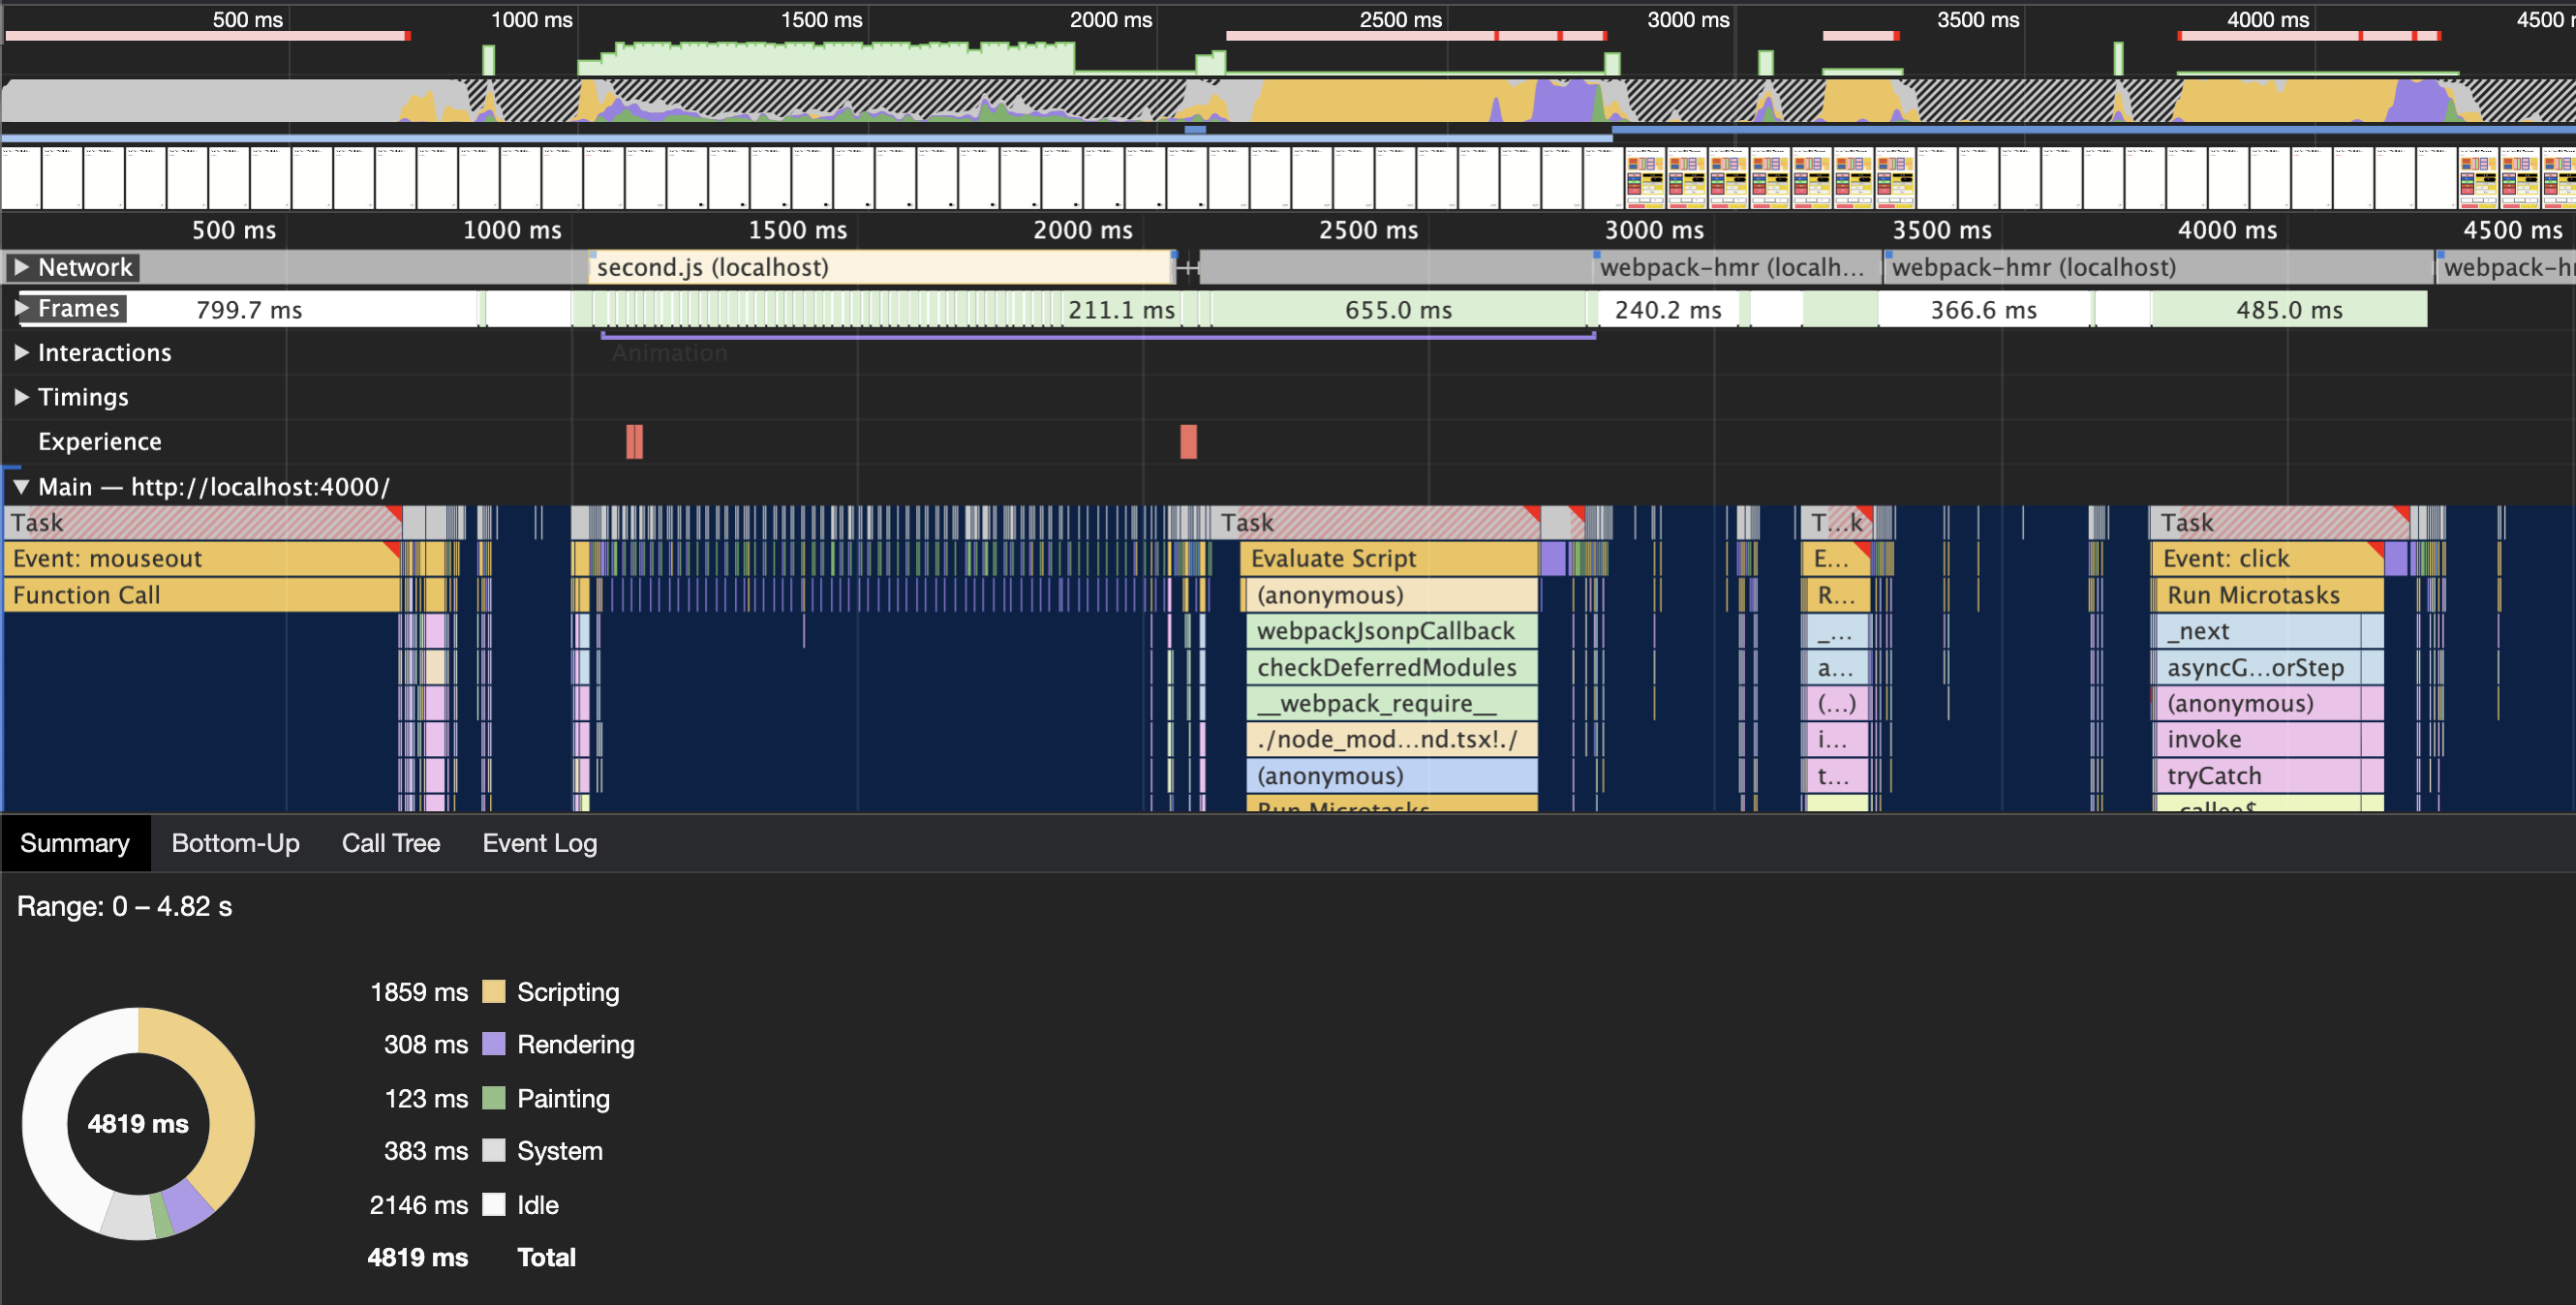 500 ms 1000 ms 1500 ms 2000 ms 2500 ms 3000 ms 3500 ms 4000 ms 4500 n
500 ms 1000 ms 1500 ms 2000 ms 2500 ms 3000 ms 3500 ms 4000 ms 4500 ms
Network second.js (localhost) webpack-hmr (localh... webpack-hmr (localhost) webpack-h
Frames 799.7 ms 211.1 ms 655.0 ms 240.2 ms 366.6 ms 485.0 ms
Interactions Animation
Timings
Experience
Main — http://localhost:4000/
Task Task T...k Task
Event: mouseout Evaluate Script E... Event: click
Function Call (anonymous) R... Run Microtasks
webpackJsonpCallback _... _next
checkDeferredModules a... asyncG...orStep
__webpack_require__ (...) (anonymous)
./node_mod...nd.tsx!./ i... invoke
(anonymous) t... tryCatch
Run Microtasks callee$
Summary Bottom-Up Call Tree Event Log
Range: 0 – 4.82 s
1859 ms Scripting
308 ms Rendering
123 ms Painting
4819 ms
383 ms System
2146 ms Idle
4819 ms Total